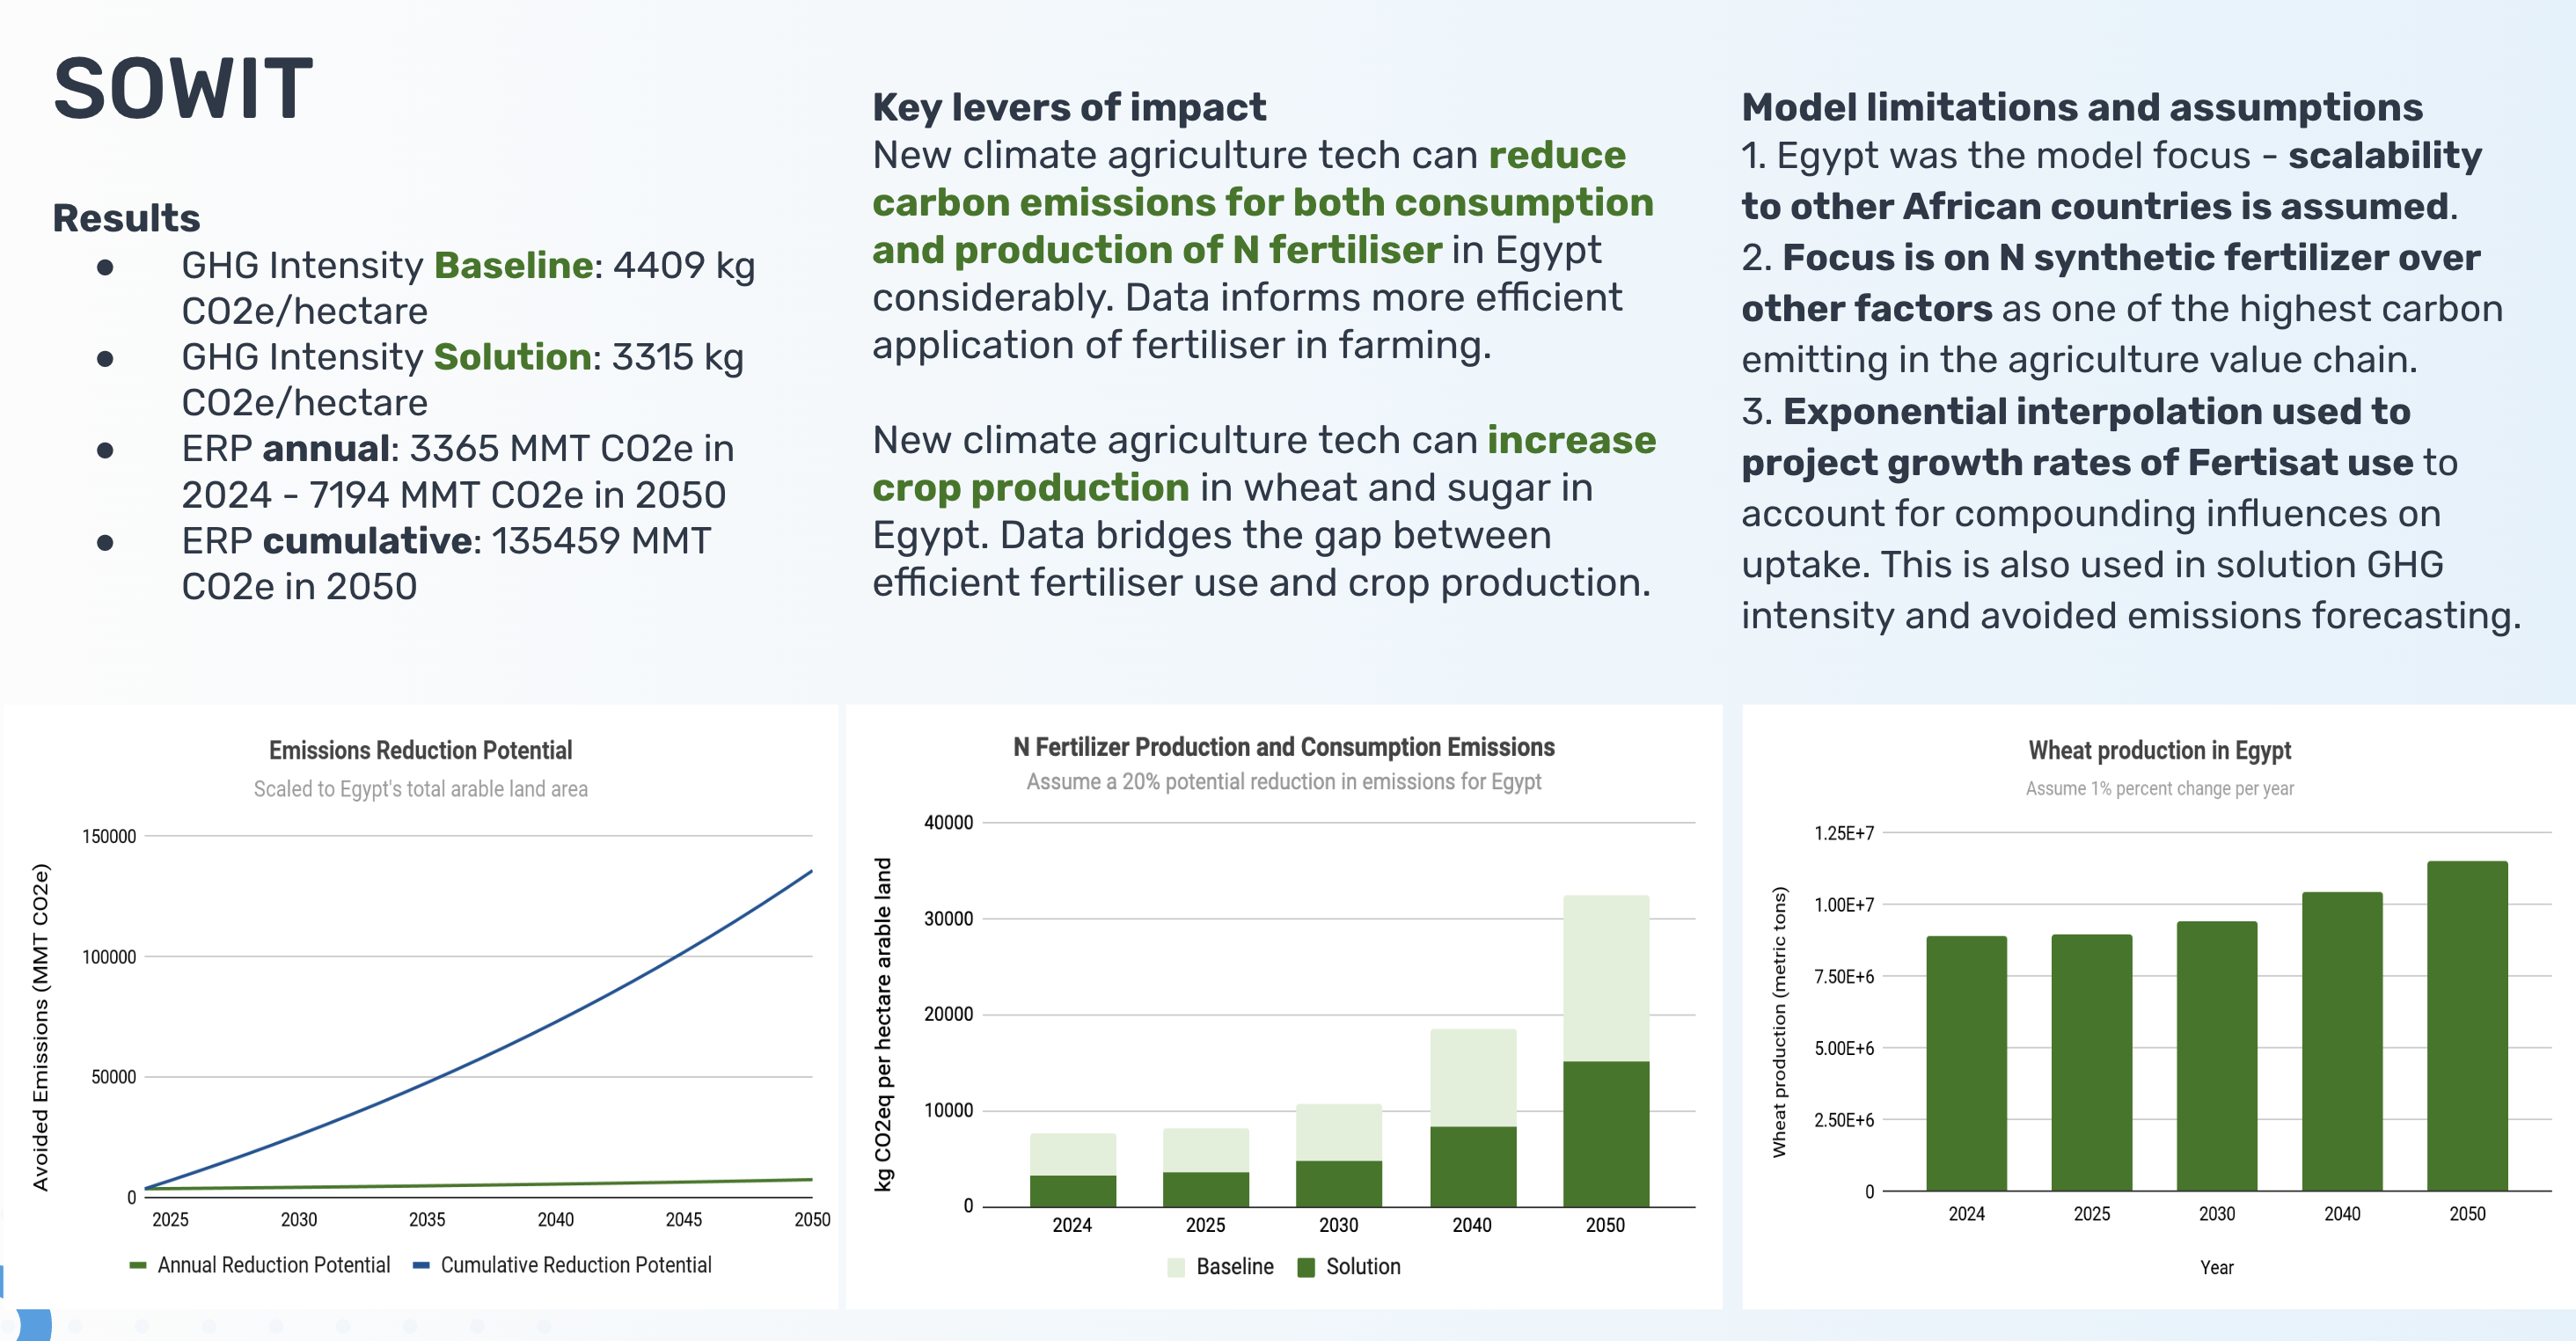 SOWIT
Results
● GHG Intensity Baseline: 4409 kg
CO2e/hectare
● GHG Intensity Solution: 3315 kg
CO2e/hectare
● ERP annual: 3365 MMT CO2e in
2024 - 7194 MMT CO2e in 2050
● ERP cumulative: 135459 MMT
CO2e in 2050
Key levers of impact
New climate agriculture tech can reduce
carbon emissions for both consumption
and production of N fertiliser in Egypt
considerably. Data informs more efficient
application of fertiliser in farming.
New climate agriculture tech can increase
crop production in wheat and sugar in
Egypt. Data bridges the gap between
efficient fertiliser use and crop production.
Model limitations and assumptions
1. Egypt was the model focus - scalability
to other African countries is assumed.
2. Focus is on N synthetic fertilizer over
other factors as one of the highest carbon
emitting in the agriculture value chain.
3. Exponential interpolation used to
project growth rates of Fertisat use to
account for compounding influences on
uptake. This is also used in solution GHG
intensity and avoided emissions forecasting.
Emissions Reduction Potential
Scaled to Egypt's total arable land area
Avoided Emissions (MMT CO2e)
150000
100000
50000
0
2025 2030 2035 2040 2045 2050
Annual Reduction Potential Cumulative Reduction Potential
N Fertilizer Production and Consumption Emissions
Assume a 20% potential reduction in emissions for Egypt
kg CO2eq per hectare arable land
40000
30000
20000
10000
0
2024 2025 2030 2040 2050
Baseline Solution
Wheat production in Egypt
Assume 1% percent change per year
Wheat production (metric tons)
1.25E+7
1.00E+7
7.50E+6
5.00E+6
2.50E+6
0
2024 2025 2030 2040 2050
Year